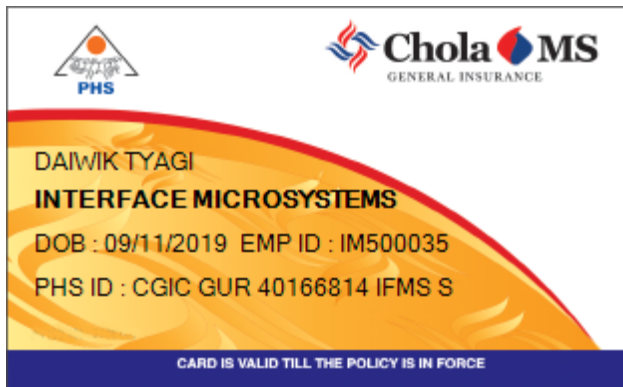 PHS
Chola MS
GENERAL INSURANCE
DAIWIK TYAGI
INTERFACE MICROSYSTEMS
DOB : 09/11/2019 EMP ID : IM500035
PHS ID : CGIC GUR 40166814 IFMS S
CARD IS VALID TILL THE POLICY IS IN FORCE